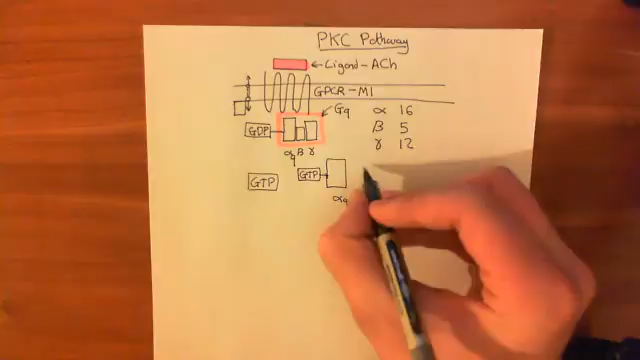 PKC Pathway
Ligand-ACh
GPCR-M1
Gq
α 16
β 5
γ 12
GDP
αq β γ
GTP
GTP
αq